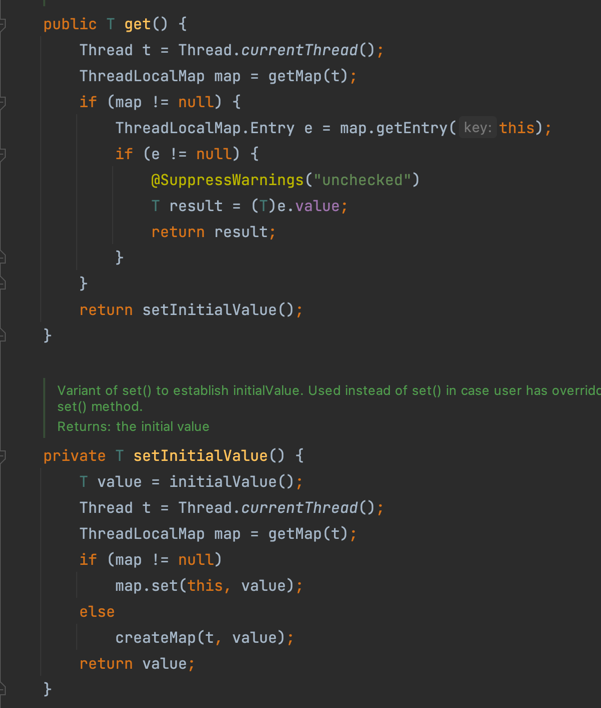 public T get() {
Thread t = Thread.currentThread();
ThreadLocalMap map = getMap(t);
if (map != null) {
ThreadLocalMap.Entry e = map.getEntry( key: this);
if (e != null) {
@SuppressWarnings("unchecked")
T result = (T)e.value;
return result;
}
}
return setInitialValue();
}
Variant of set() to establish initialValue. Used instead of set() in case user has overrido
set() method.
Returns: the initial value
private T setInitialValue() {
T value = initialValue();
Thread t = Thread.currentThread();
ThreadLocalMap map = getMap(t);
if (map != null)
map.set(this, value);
else
createMap(t, value);
return value;
}